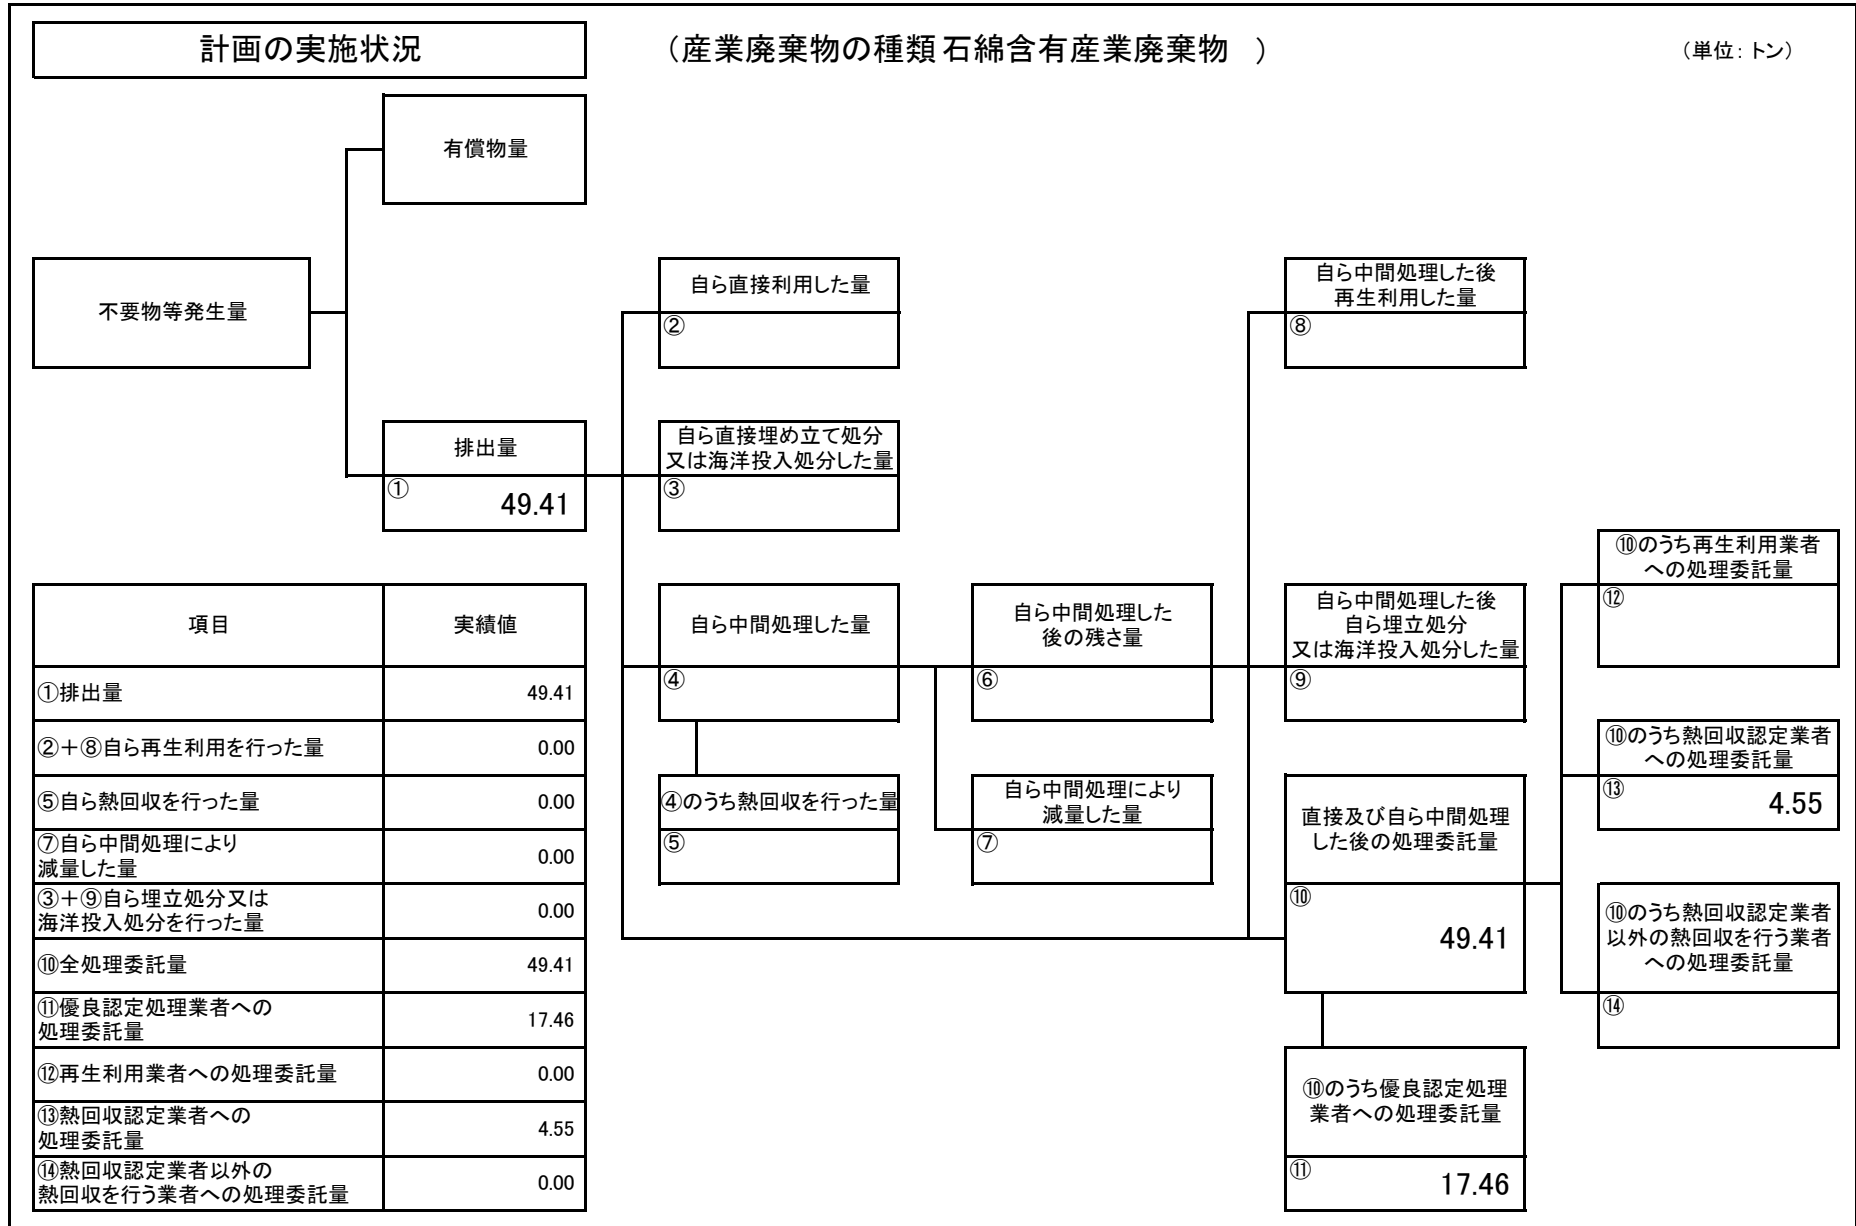 計画の実施状況
（産業廃棄物の種類 石綿含有産業廃棄物　）
（単位：トン）
有償物量
不要物等発生量
自ら直接利用した量
②
自ら中間処理した後
再生利用した量
⑧
排出量
①
49.41
自ら直接埋め立て処分
又は海洋投入処分した量
③
⑩のうち再生利用業者
への処理委託量
⑫
自ら中間処理した量
④
自ら中間処理した
後の残さ量
⑥
自ら中間処理した後
自ら埋立処分
又は海洋投入処分した量
⑨
⑩のうち熱回収認定業者
への処理委託量
⑬
4.55
④のうち熱回収を行った量
⑤
自ら中間処理により
減量した量
⑦
直接及び自ら中間処理
した後の処理委託量
⑩
49.41
⑩のうち熱回収認定業者
以外の熱回収を行う業者
への処理委託量
⑭
⑩のうち優良認定処理
業者への処理委託量
⑪
17.46
項目 実績値
①排出量 49.41
②＋⑧自ら再生利用を行った量 0.00
⑤自ら熱回収を行った量 0.00
⑦自ら中間処理により
減量した量 0.00
③＋⑨自ら埋立処分又は
海洋投入処分を行った量 0.00
⑩全処理委託量 49.41
⑪優良認定処理業者への
処理委託量 17.46
⑫再生利用業者への処理委託量 0.00
⑬熱回収認定業者への
処理委託量 4.55
⑭熱回収認定業者以外の
熱回収を行う業者への処理委託量 0.00